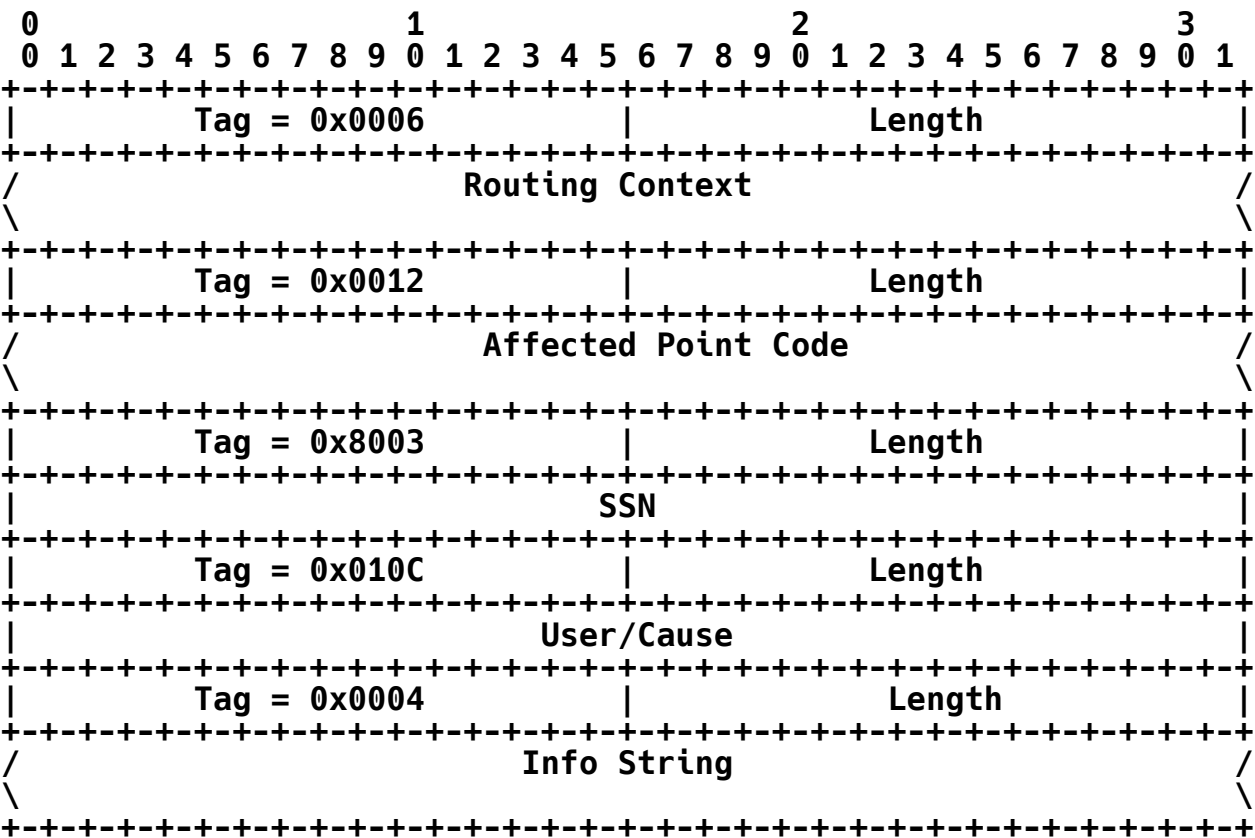 0                   1                   2                   3
 0 1 2 3 4 5 6 7 8 9 0 1 2 3 4 5 6 7 8 9 0 1 2 3 4 5 6 7 8 9 0 1
+-+-+-+-+-+-+-+-+-+-+-+-+-+-+-+-+-+-+-+-+-+-+-+-+-+-+-+-+-+-+-+-+
|         Tag = 0x0006          |            Length             |
+-+-+-+-+-+-+-+-+-+-+-+-+-+-+-+-+-+-+-+-+-+-+-+-+-+-+-+-+-+-+-+-+
/                       Routing Context                         /
\                                                               \
+-+-+-+-+-+-+-+-+-+-+-+-+-+-+-+-+-+-+-+-+-+-+-+-+-+-+-+-+-+-+-+-+
|         Tag = 0x0012          |            Length             |
+-+-+-+-+-+-+-+-+-+-+-+-+-+-+-+-+-+-+-+-+-+-+-+-+-+-+-+-+-+-+-+-+
/                        Affected Point Code                    /
\                                                               \
+-+-+-+-+-+-+-+-+-+-+-+-+-+-+-+-+-+-+-+-+-+-+-+-+-+-+-+-+-+-+-+-+
|         Tag = 0x8003          |            Length             |
+-+-+-+-+-+-+-+-+-+-+-+-+-+-+-+-+-+-+-+-+-+-+-+-+-+-+-+-+-+-+-+-+
|                              SSN                              |
+-+-+-+-+-+-+-+-+-+-+-+-+-+-+-+-+-+-+-+-+-+-+-+-+-+-+-+-+-+-+-+-+
|         Tag = 0x010C          |            Length             |
+-+-+-+-+-+-+-+-+-+-+-+-+-+-+-+-+-+-+-+-+-+-+-+-+-+-+-+-+-+-+-+-+
|                           User/Cause                          |
+-+-+-+-+-+-+-+-+-+-+-+-+-+-+-+-+-+-+-+-+-+-+-+-+-+-+-+-+-+-+-+-+
|         Tag = 0x0004          |             Length            |
+-+-+-+-+-+-+-+-+-+-+-+-+-+-+-+-+-+-+-+-+-+-+-+-+-+-+-+-+-+-+-+-+
/                          Info String                          /
\                                                               \
+-+-+-+-+-+-+-+-+-+-+-+-+-+-+-+-+-+-+-+-+-+-+-+-+-+-+-+-+-+-+-+-+